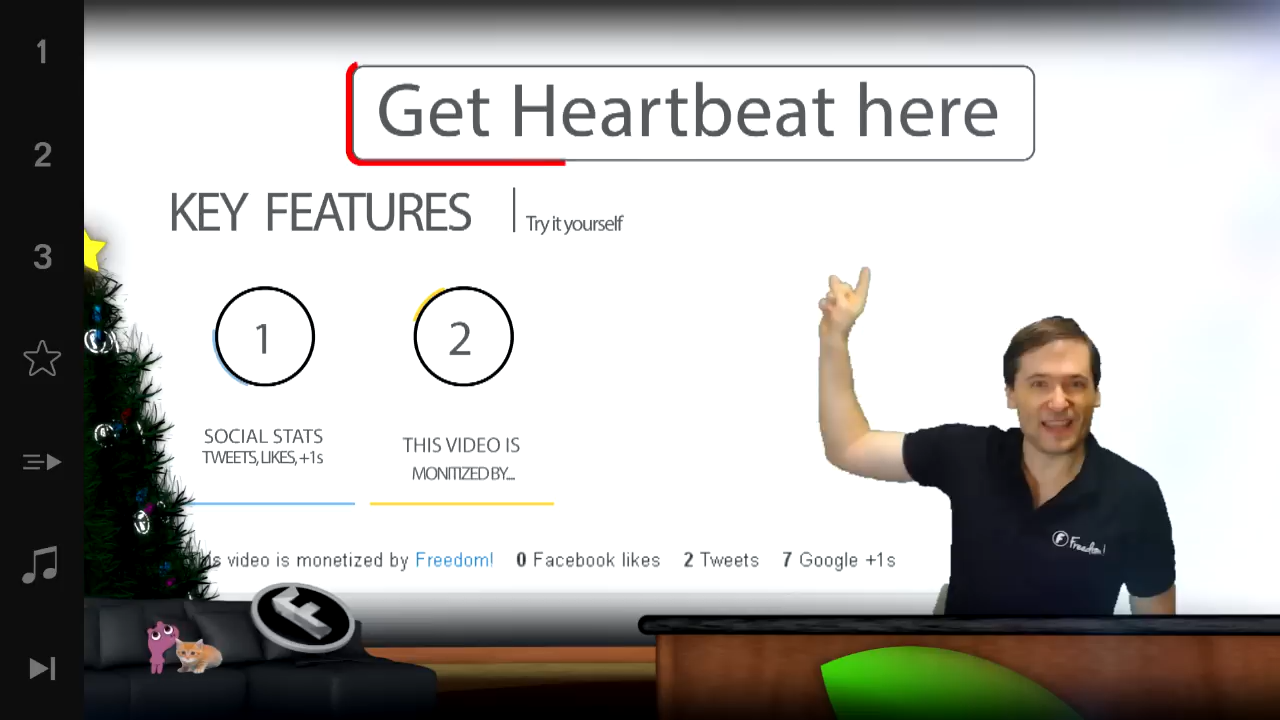 1
2
3
Get Heartbeat here
KEY FEATURES
Try it yourself
1
2
SOCIAL STATS
TWEETS, LIKES, +1s
THIS VIDEO IS
MONITIZED BY...
s video is monetized by Freedom! 0 Facebook likes 2 Tweets 7 Google +1s
F Freedom!
F